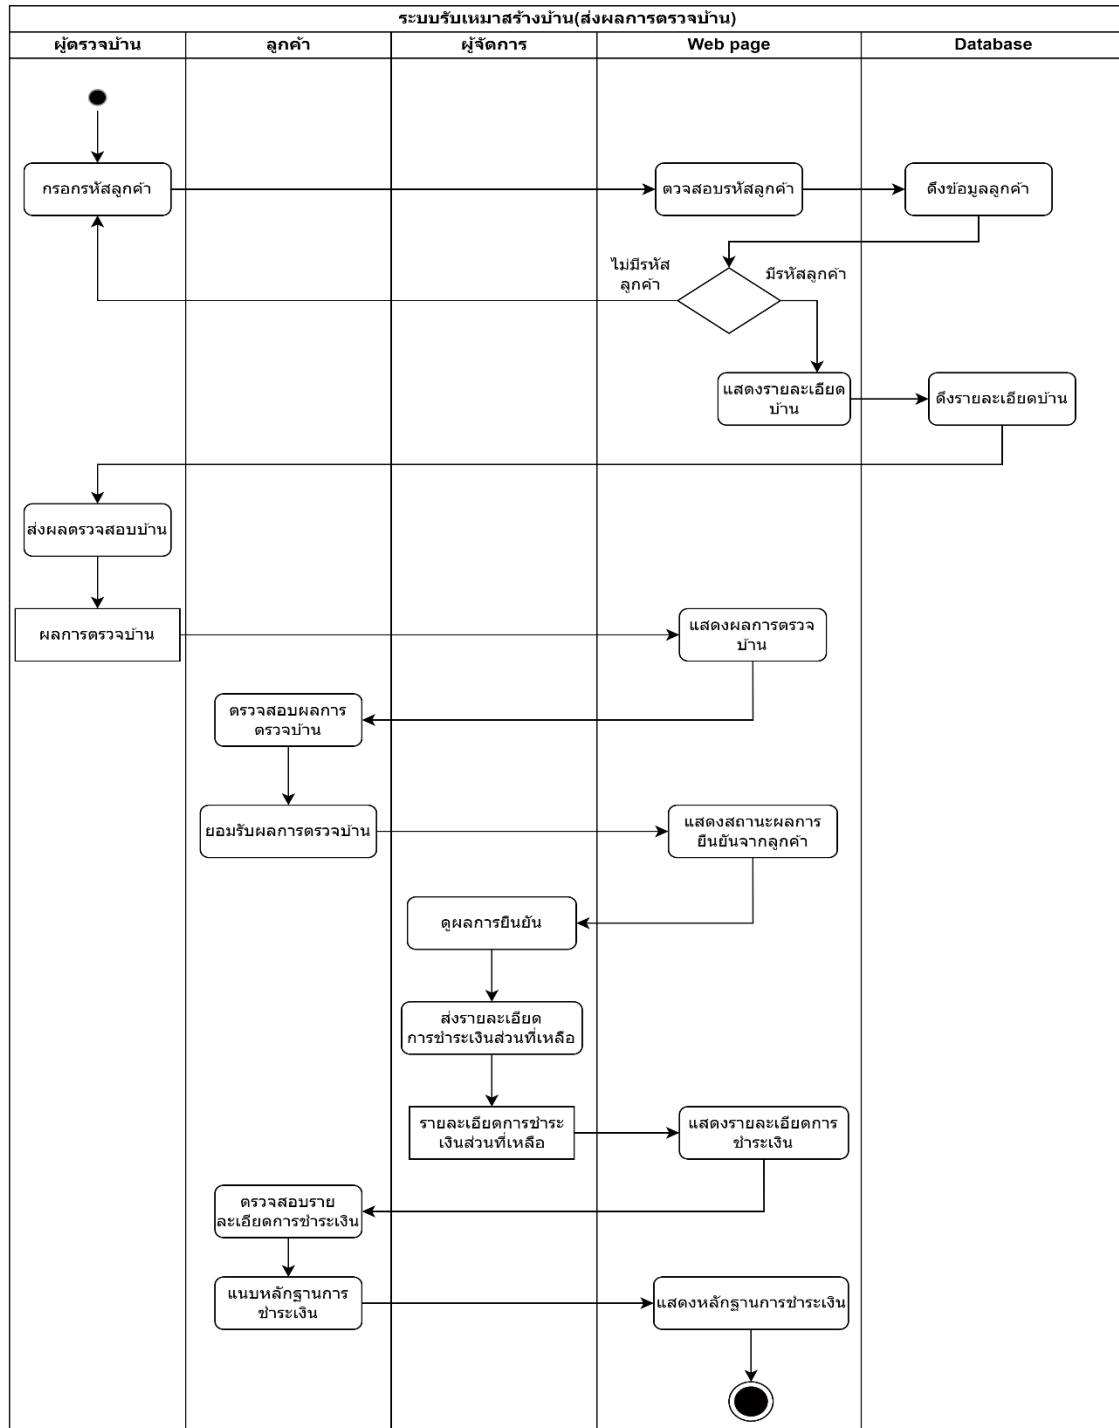 ระบบรับเหมาสร้างบ้าน(ส่งผลการตรวจบ้าน)
ผู้ตรวจบ้าน
ลูกค้า
ผู้จัดการ
Web page
Database
กรอกรหัสลูกค้า
ตวจสอบรหัสลูกค้า
ดึงข้อมูลลูกค้า
ไม่มีรหัส
ลูกค้า
มีรหัสลูกค้า
แสดงรายละเอียด
บ้าน
ดึงรายละเอียดบ้าน
ส่งผลตรวจสอบบ้าน
ผลการตรวจบ้าน
แสดงผลการตรวจ
บ้าน
ตรวจสอบผลการ
ตรวจบ้าน
ยอมรับผลการตรวจบ้าน
แสดงสถานะผลการ
ยืนยันจากลูกค้า
ดูผลการยืนยัน
ส่งรายละเอียด
การชำระเงินส่วนที่เหลือ
รายละเอียดการชำระ
เงินส่วนที่เหลือ
แสดงรายละเอียดการ
ชำระเงิน
ตรวจสอบราย
ละเอียดการชำระเงิน
แนบหลักฐานการ
ชำระเงิน
แสดงหลักฐานการชำระเงิน